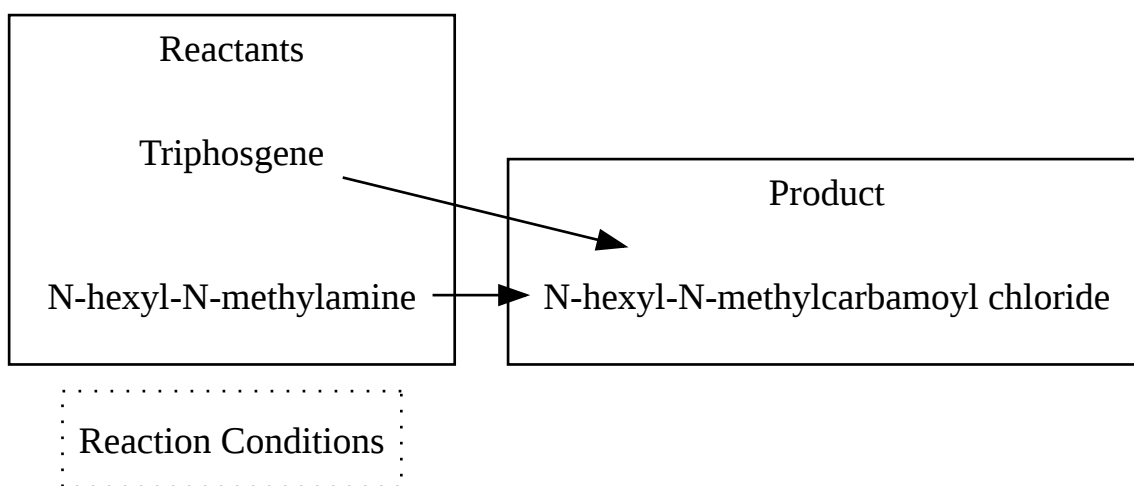 Reactants
Triphosgene
N-hexyl-N-methylamine
Product
N-hexyl-N-methylcarbamoyl chloride
Reaction Conditions